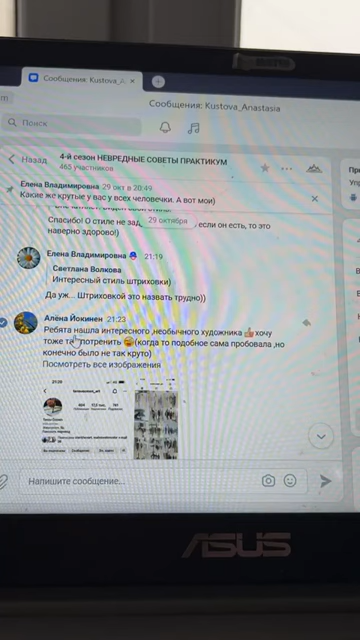 Сообщения: Kustova_A
Сообщения: Kustova_Anastasia
Поиск
Назад
4-й сезон НЕВРЕДНЫЕ СОВЕТЫ ПРАКТИКУМ
465 участников
Елена Владимировна 29 окт в 20:49
Какие же крутые у вас у всех человечки. А вот мои)
29 октября
Спасибо! О стиле не зад если он есть, то это
наверно здорово!)
Елена Владимировна 21:19
Светлана Волкова
Интересный стиль штриховки)
Да уж... Штриховкой это назвать трудно))
Алёна Йокинен 21:23
Ребята нашла интересного ,необычного художника 👍хочу
тоже та потренить 😄(когда то подобное сама пробовала ,но
конечно было не так круто)
Посмотреть все изображения
Напишите сообщение...
ASUS